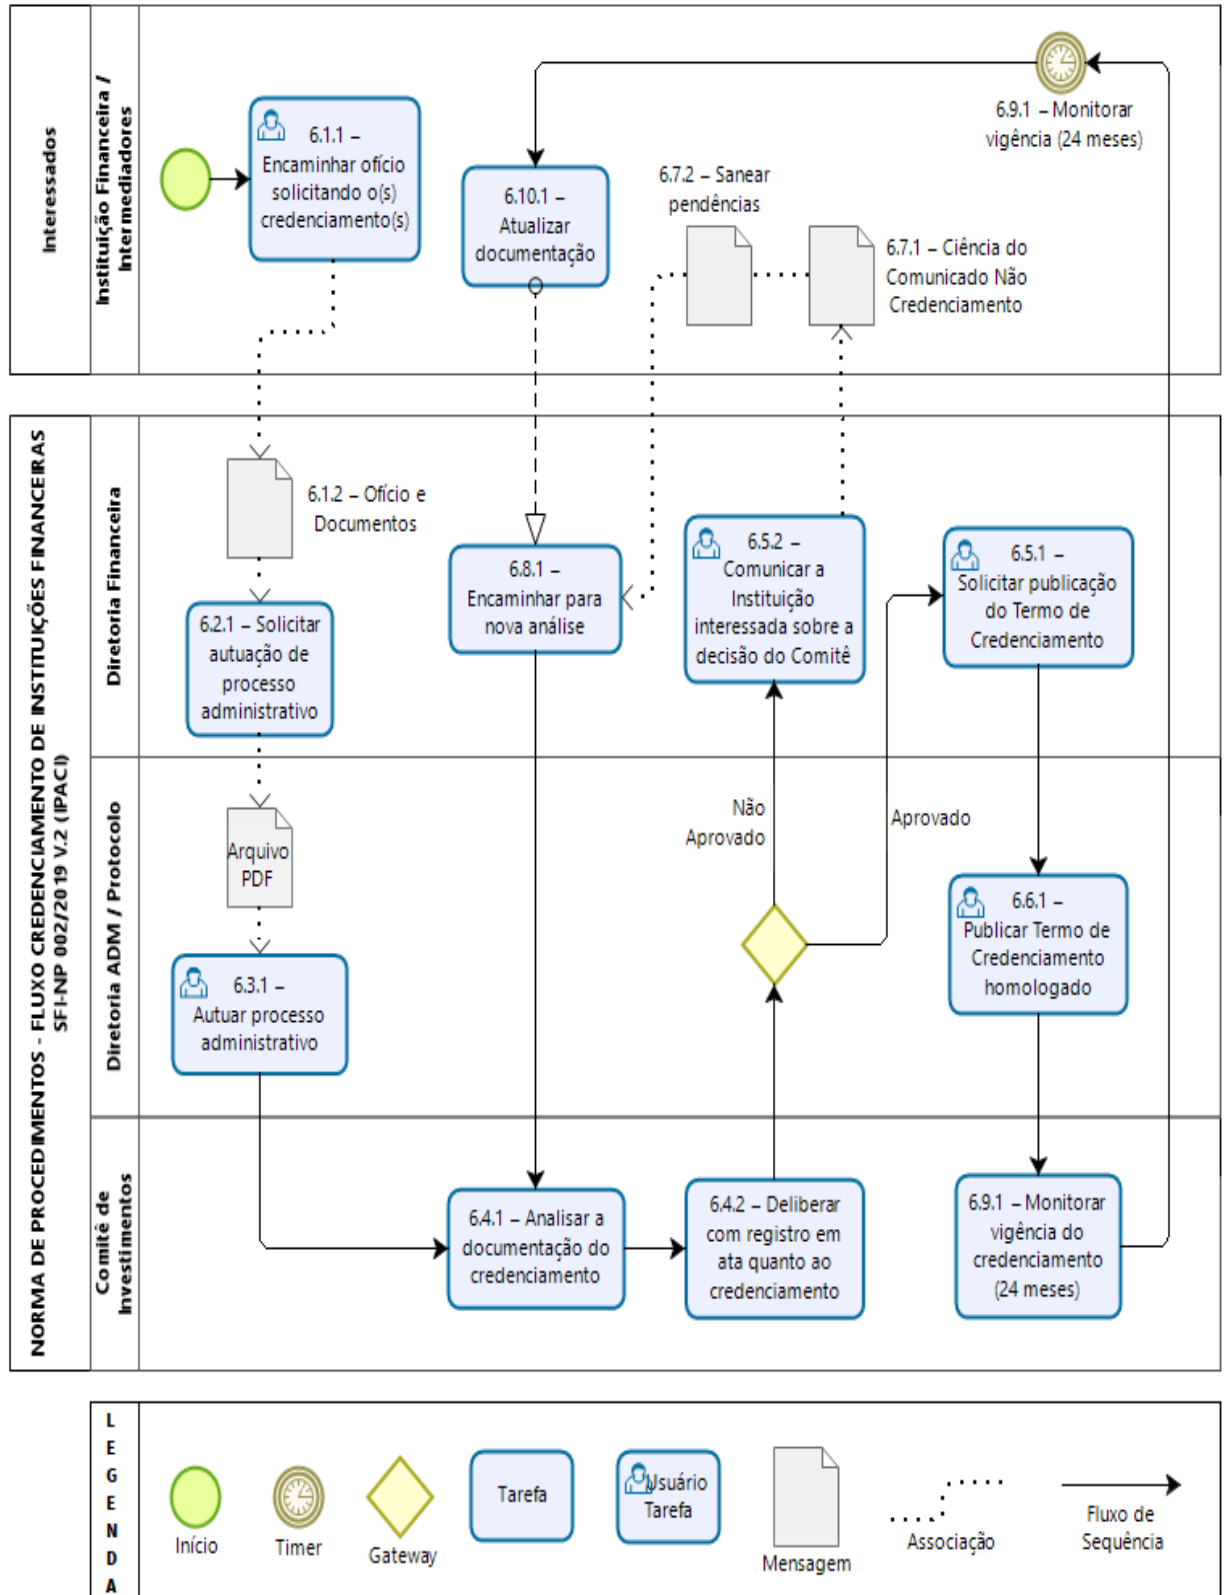 Interessados
Instituição Financeira /
Intermediadores
6.1.1 –
Encaminhar ofício
solicitando o(s)
credenciamento(s)
6.10.1 –
Atualizar
documentação
6.7.2 – Sanear
pendências
6.7.1 – Ciência do
Comunicado Não
Credenciamento
6.9.1 – Monitorar
vigência (24 meses)
NORMA DE PROCEDIMENTOS - FLUXO CREDENCIAMENTO DE INSTITUIÇÕES FINANCEIRAS
SFI-NP 002/2019 V.2 (IPACI)
Diretoria Financeira
6.1.2 – Ofício e
Documentos
6.2.1 – Solicitar
autuação de
processo
administrativo
6.8.1 –
Encaminhar para
nova análise
6.5.2 –
Comunicar a
Instituição
interessada sobre a
decisão do Comitê
6.5.1 –
Solicitar publicação
do Termo de
Credenciamento
Diretoria ADM / Protocolo
Arquivo
PDF
6.3.1 –
Autuar processo
administrativo
Não
Aprovado
Aprovado
6.6.1 –
Publicar Termo de
Credenciamento
homologado
Comitê de
Investimentos
6.4.1 – Analisar a
documentação do
credenciamento
6.4.2 – Deliberar
com registro em
ata quanto ao
credenciamento
6.9.1 – Monitorar
vigência do
credenciamento
(24 meses)
LEGENDA
Início
Timer
Gateway
Tarefa
Usuário
Tarefa
Mensagem
Associação
Fluxo de
Sequência